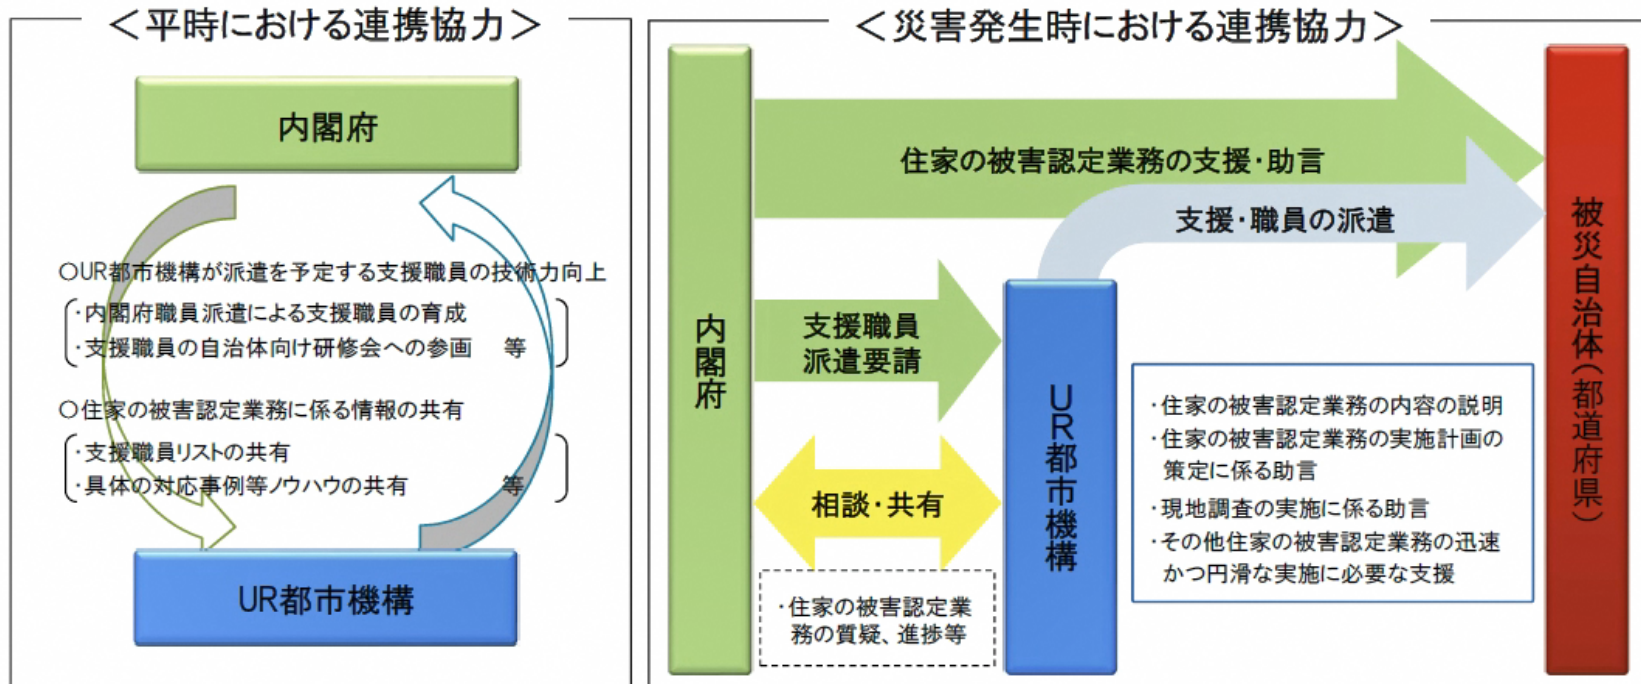 ＜平時における連携協力＞
内閣府
○UR都市機構が派遣を予定する支援職員の技術力向上
・内閣府職員派遣による支援職員の育成
・支援職員の自治体向け研修会への参画　等
○住家の被害認定業務に係る情報の共有
・支援職員リストの共有
・具体の対応事例等ノウハウの共有　等
UR都市機構
＜災害発生時における連携協力＞
内閣府
住家の被害認定業務の支援・助言
支援・職員の派遣
支援職員
派遣要請
相談・共有
・住家の被害認定業
務の質疑、進捗等
UR都市機構
・住家の被害認定業務の内容の説明
・住家の被害認定業務の実施計画の
策定に係る助言
・現地調査の実施に係る助言
・その他住家の被害認定業務の迅速
かつ円滑な実施に必要な支援
被災自治体（都道府県）